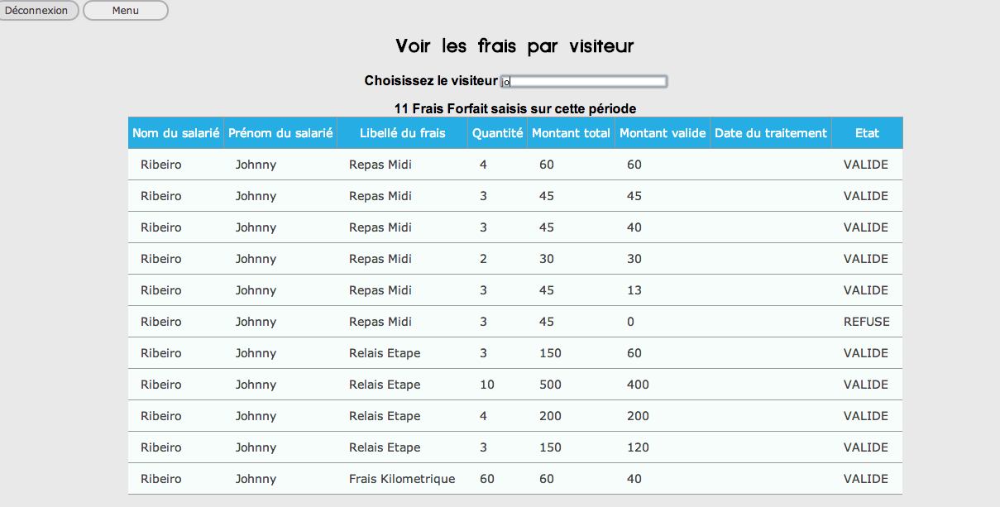 Déconnexion Menu
Voir les frais par visiteur
Choisissez le visiteur jo
11 Frais Forfait saisis sur cette période
Nom du salarié Prénom du salarié Libellé du frais Quantité Montant total Montant valide Date du traitement Etat
Ribeiro Johnny Repas Midi 4 60 60 VALIDE
Ribeiro Johnny Repas Midi 3 45 45 VALIDE
Ribeiro Johnny Repas Midi 3 45 40 VALIDE
Ribeiro Johnny Repas Midi 2 30 30 VALIDE
Ribeiro Johnny Repas Midi 3 45 13 VALIDE
Ribeiro Johnny Repas Midi 3 45 0 REFUSE
Ribeiro Johnny Relais Etape 3 150 60 VALIDE
Ribeiro Johnny Relais Etape 10 500 400 VALIDE
Ribeiro Johnny Relais Etape 4 200 200 VALIDE
Ribeiro Johnny Relais Etape 3 150 120 VALIDE
Ribeiro Johnny Frais Kilometrique 60 60 40 VALIDE